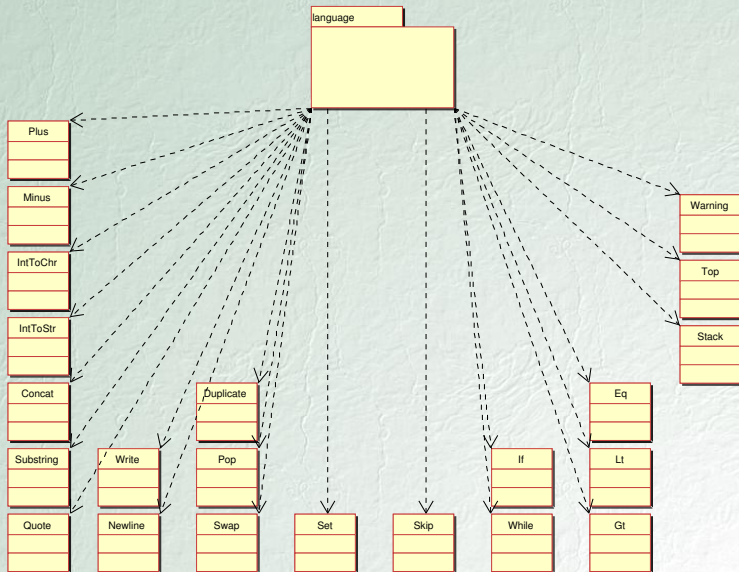 language
Plus
Minus
IntToChr
IntToStr
Concat
Substring
Quote
Write
Newline
Duplicate
Pop
Swap
Set
Skip
If
While
Eq
Lt
Gt
Warning
Top
Stack